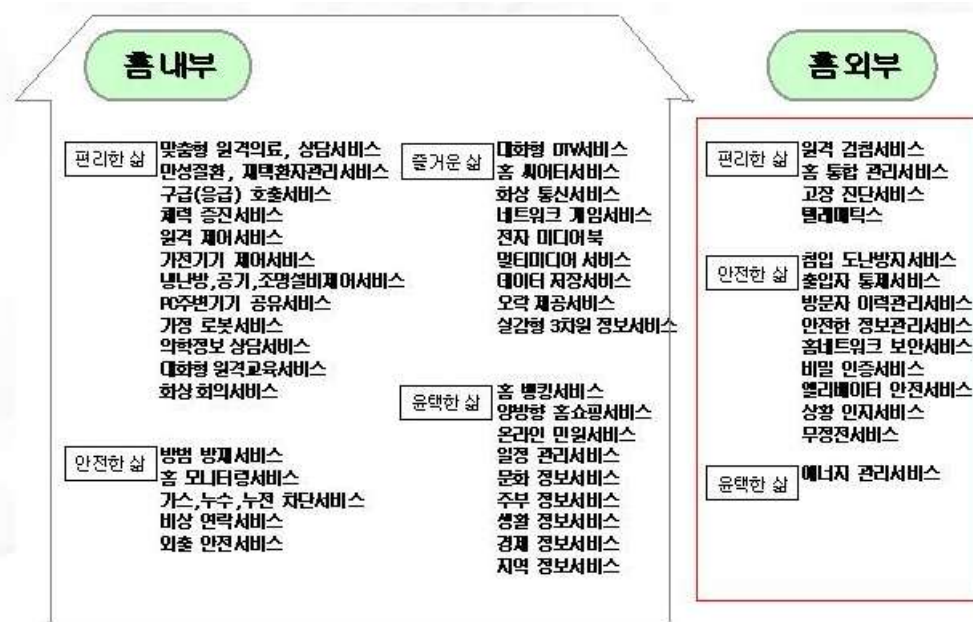 홈 내부
편리한 삶
맞춤형 원격의료, 상담서비스
만성질환, 재택환자관리서비스
구급(응급) 호출서비스
체력 증진서비스
원격 제어서비스
가전기기 제어서비스
냉난방,공기,조명설비제어서비스
PC주변기기 공유서비스
가정 로봇서비스
의학정보 상담서비스
대화형 원격교육서비스
화상 회의서비스
안전한 삶
방범 방재서비스
홈 모니터링서비스
가스,누수,누전 차단서비스
비상 연락서비스
외출 안전서비스
즐거운 삶
대화형 DTV서비스
홈 씨어터서비스
화상 통신서비스
네트워크 게임서비스
전자 미디어북
멀티미디어 서비스
데이터 저장서비스
오락 제공서비스
실감형 3차원 정보서비스
윤택한 삶
홈 뱅킹서비스
양방향 홈쇼핑서비스
온라인 민원서비스
일정 관리서비스
문화 정보서비스
주부 정보서비스
생활 정보서비스
경제 정보서비스
지역 정보서비스
홈 외부
편리한 삶
원격 검침서비스
홈 통합 관리서비스
고장 진단서비스
텔레매틱스
안전한 삶
침입 도난방지서비스
출입자 통제서비스
방문자 이력관리서비스
안전한 정보관리서비스
홈네트워크 보안서비스
비밀 인증서비스
엘리베이터 안전서비스
상황 인지서비스
무정전서비스
윤택한 삶
에너지 관리서비스